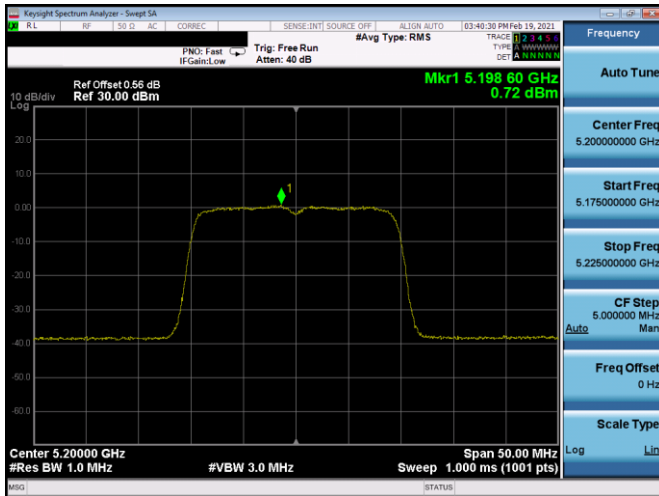 Keysight Spectrum Analyzer - Swept SA
RL RF 50 Ω AC CORREC SENSE:INT SOURCE OFF ALIGN AUTO 03:40:30 PM Feb 19, 2021
#Avg Type: RMS
TRACE 1 2 3 4 5 6
TYPE A WWWWW
DET A N N N N N
PNO: Fast
IFGain:Low
Trig: Free Run
Atten: 40 dB
Mkr1 5.198 60 GHz
0.72 dBm
Ref Offset 0.56 dB
10 dB/div Ref 30.00 dBm
Log
20.0
10.0
0.00
-10.0
-20.0
-30.0
-40.0
-50.0
-60.0
1
Center 5.20000 GHz Span 50.00 MHz
#Res BW 1.0 MHz #VBW 3.0 MHz Sweep 1.000 ms (1001 pts)
MSG STATUS
Frequency
Auto Tune
Center Freq
5.200000000 GHz
Start Freq
5.175000000 GHz
Stop Freq
5.225000000 GHz
CF Step
5.000000 MHz
Auto Man
Freq Offset
0 Hz
Scale Type
Log Lin